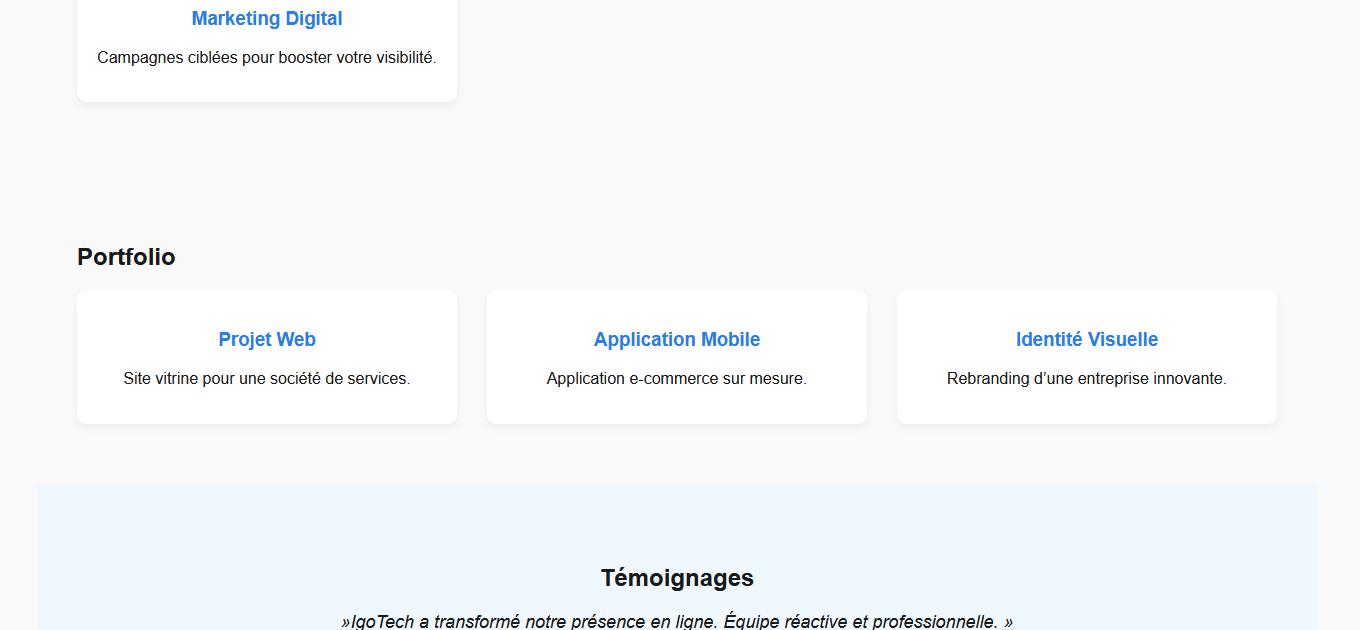 Marketing Digital
Campagnes ciblées pour booster votre visibilité.
Portfolio
Projet Web
Site vitrine pour une société de services.
Application Mobile
Application e-commerce sur mesure.
Identité Visuelle
Rebranding d’une entreprise innovante.
Témoignages
»IgoTech a transformé notre présence en ligne. Équipe réactive et professionnelle. »